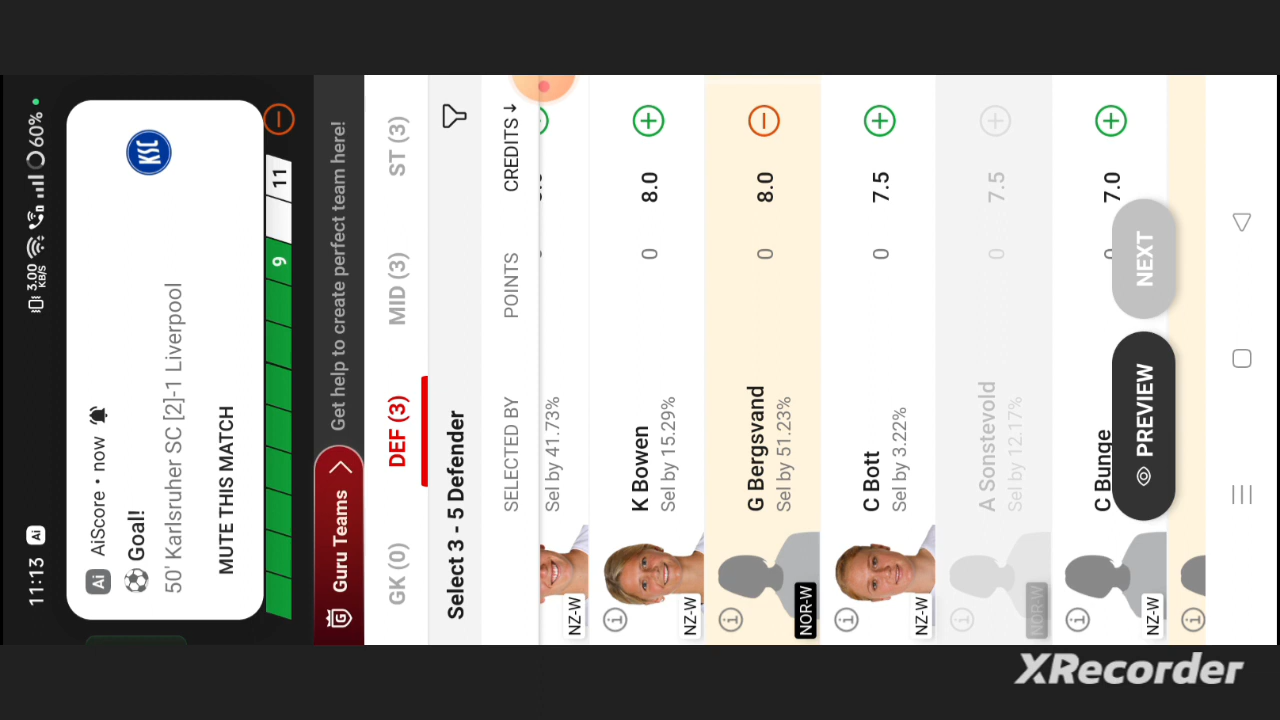 11:13 Ai
3.00 KB/S 60%
Ai AiScore • now
KSC
Goal!
50' Karlsruher SC [2]-1 Liverpool
MUTE THIS MATCH
9 11
G Guru Teams > Get help to create perfect team here!
GK (0) DEF (3) MID (3) ST (3)
Select 3 - 5 Defender
SELECTED BY POINTS CREDITS
NZ-W
Sel by 41.73%
K Bowen
Sel by 15.29% 0 8.0
NZ-W
G Bergsvand
Sel by 51.23% 0 8.0
NOR-W
C Bott
Sel by 3.22% 0 7.5
NZ-W
A Sonstevold
Sel by 12.17% 0 7.5
NOR-W
C Bunge 0 7.0
NZ-W
PREVIEW NEXT
XRecorder